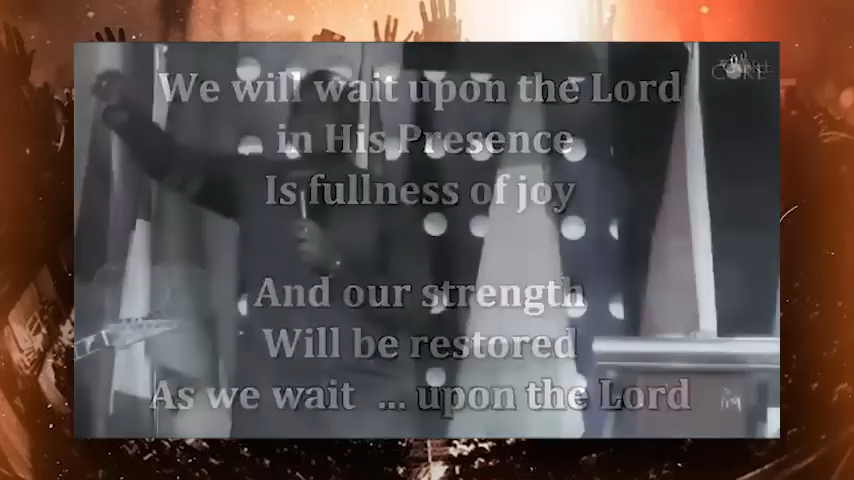 We will wait upon the Lord
in His Presence
Is fullness of joy
And our strength
Will be restored
As we wait ... upon the Lord